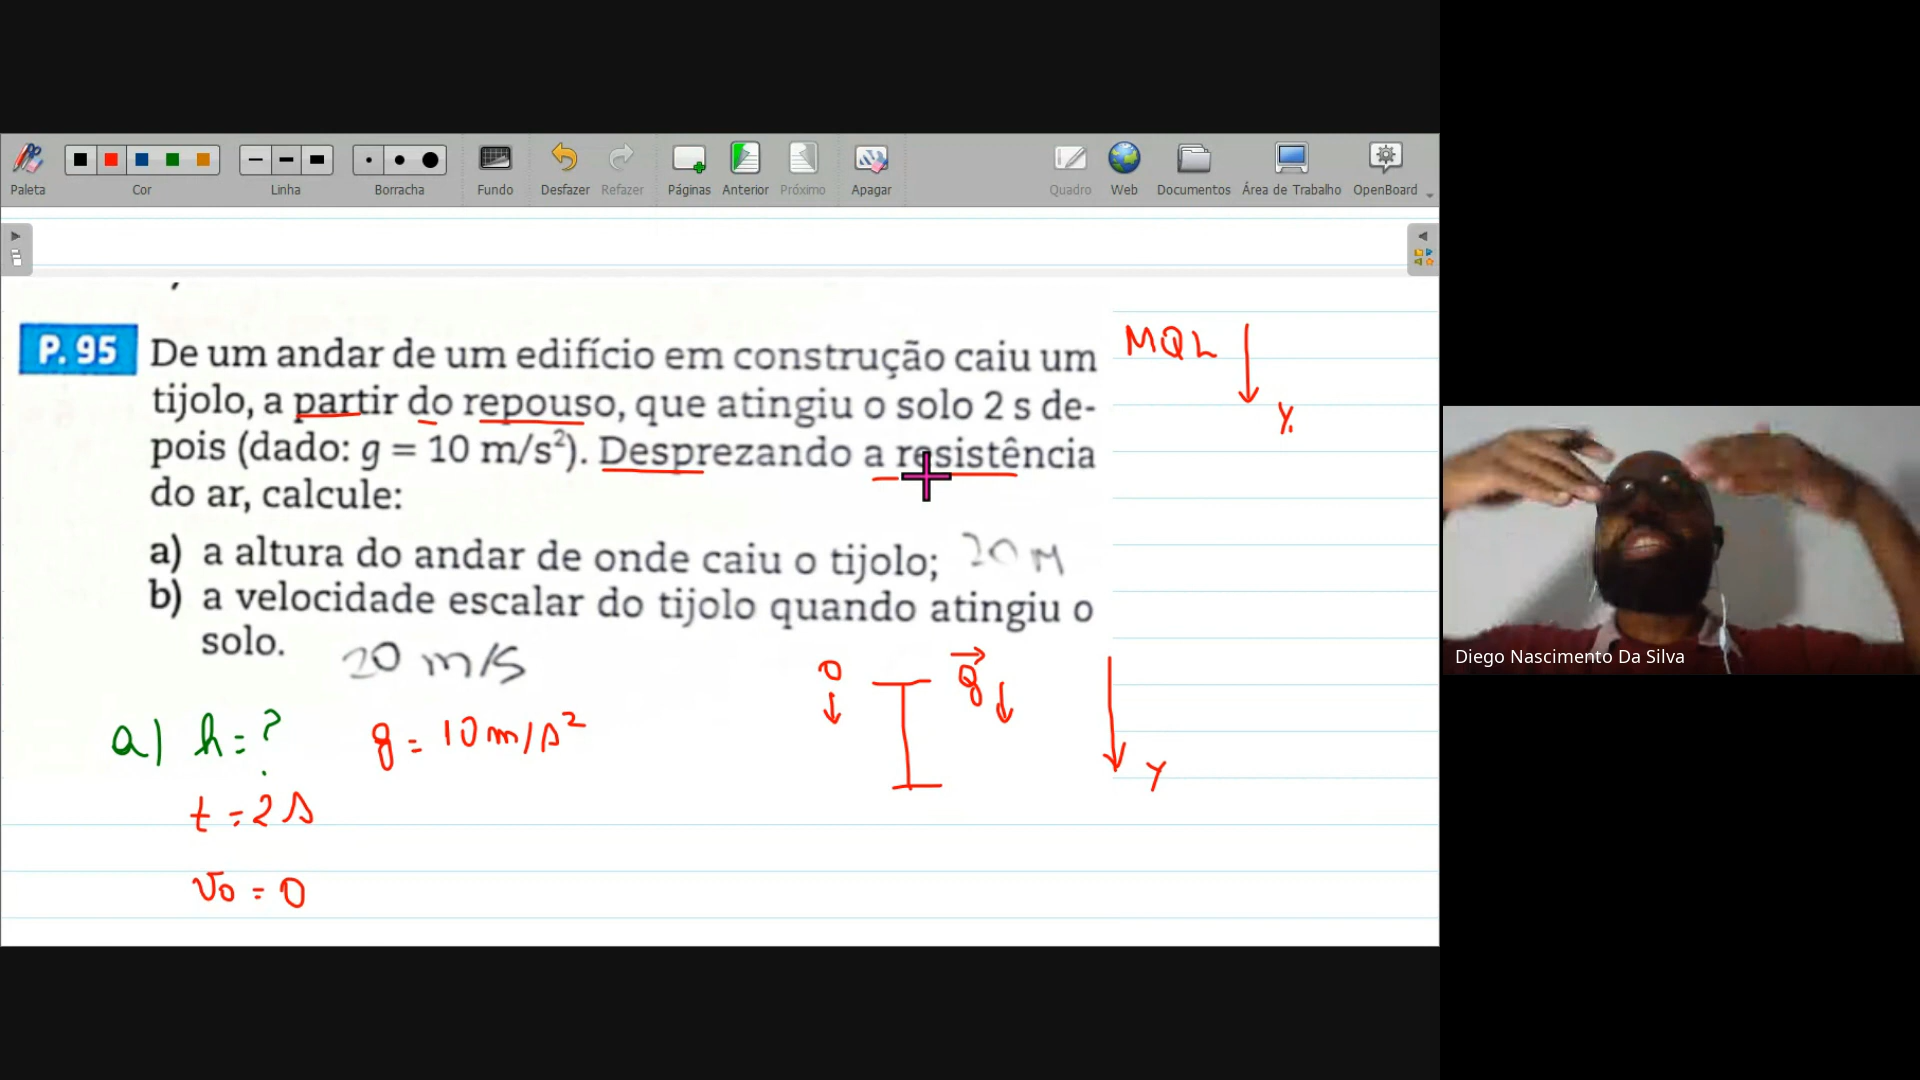 Paleta
Cor
Linha
Borracha
Fundo
Desfazer
Refazer
Páginas
Anterior
Próximo
Apagar
Quadro
Web
Documentos
Área de Trabalho
OpenBoard
P. 95 De um andar de um edifício em construção caiu um
tijolo, a partir do repouso, que atingiu o solo 2 s de-
pois (dado: g = 10 m/s²). Desprezando a resistência
do ar, calcule:
a) a altura do andar de onde caiu o tijolo; 20 M
b) a velocidade escalar do tijolo quando atingiu o
solo. 20 m/s
MQL
Y
0
g
Y
a) h = ? g = 10 m/s²
t = 2 s
v0 = 0
Diego Nascimento Da Silva